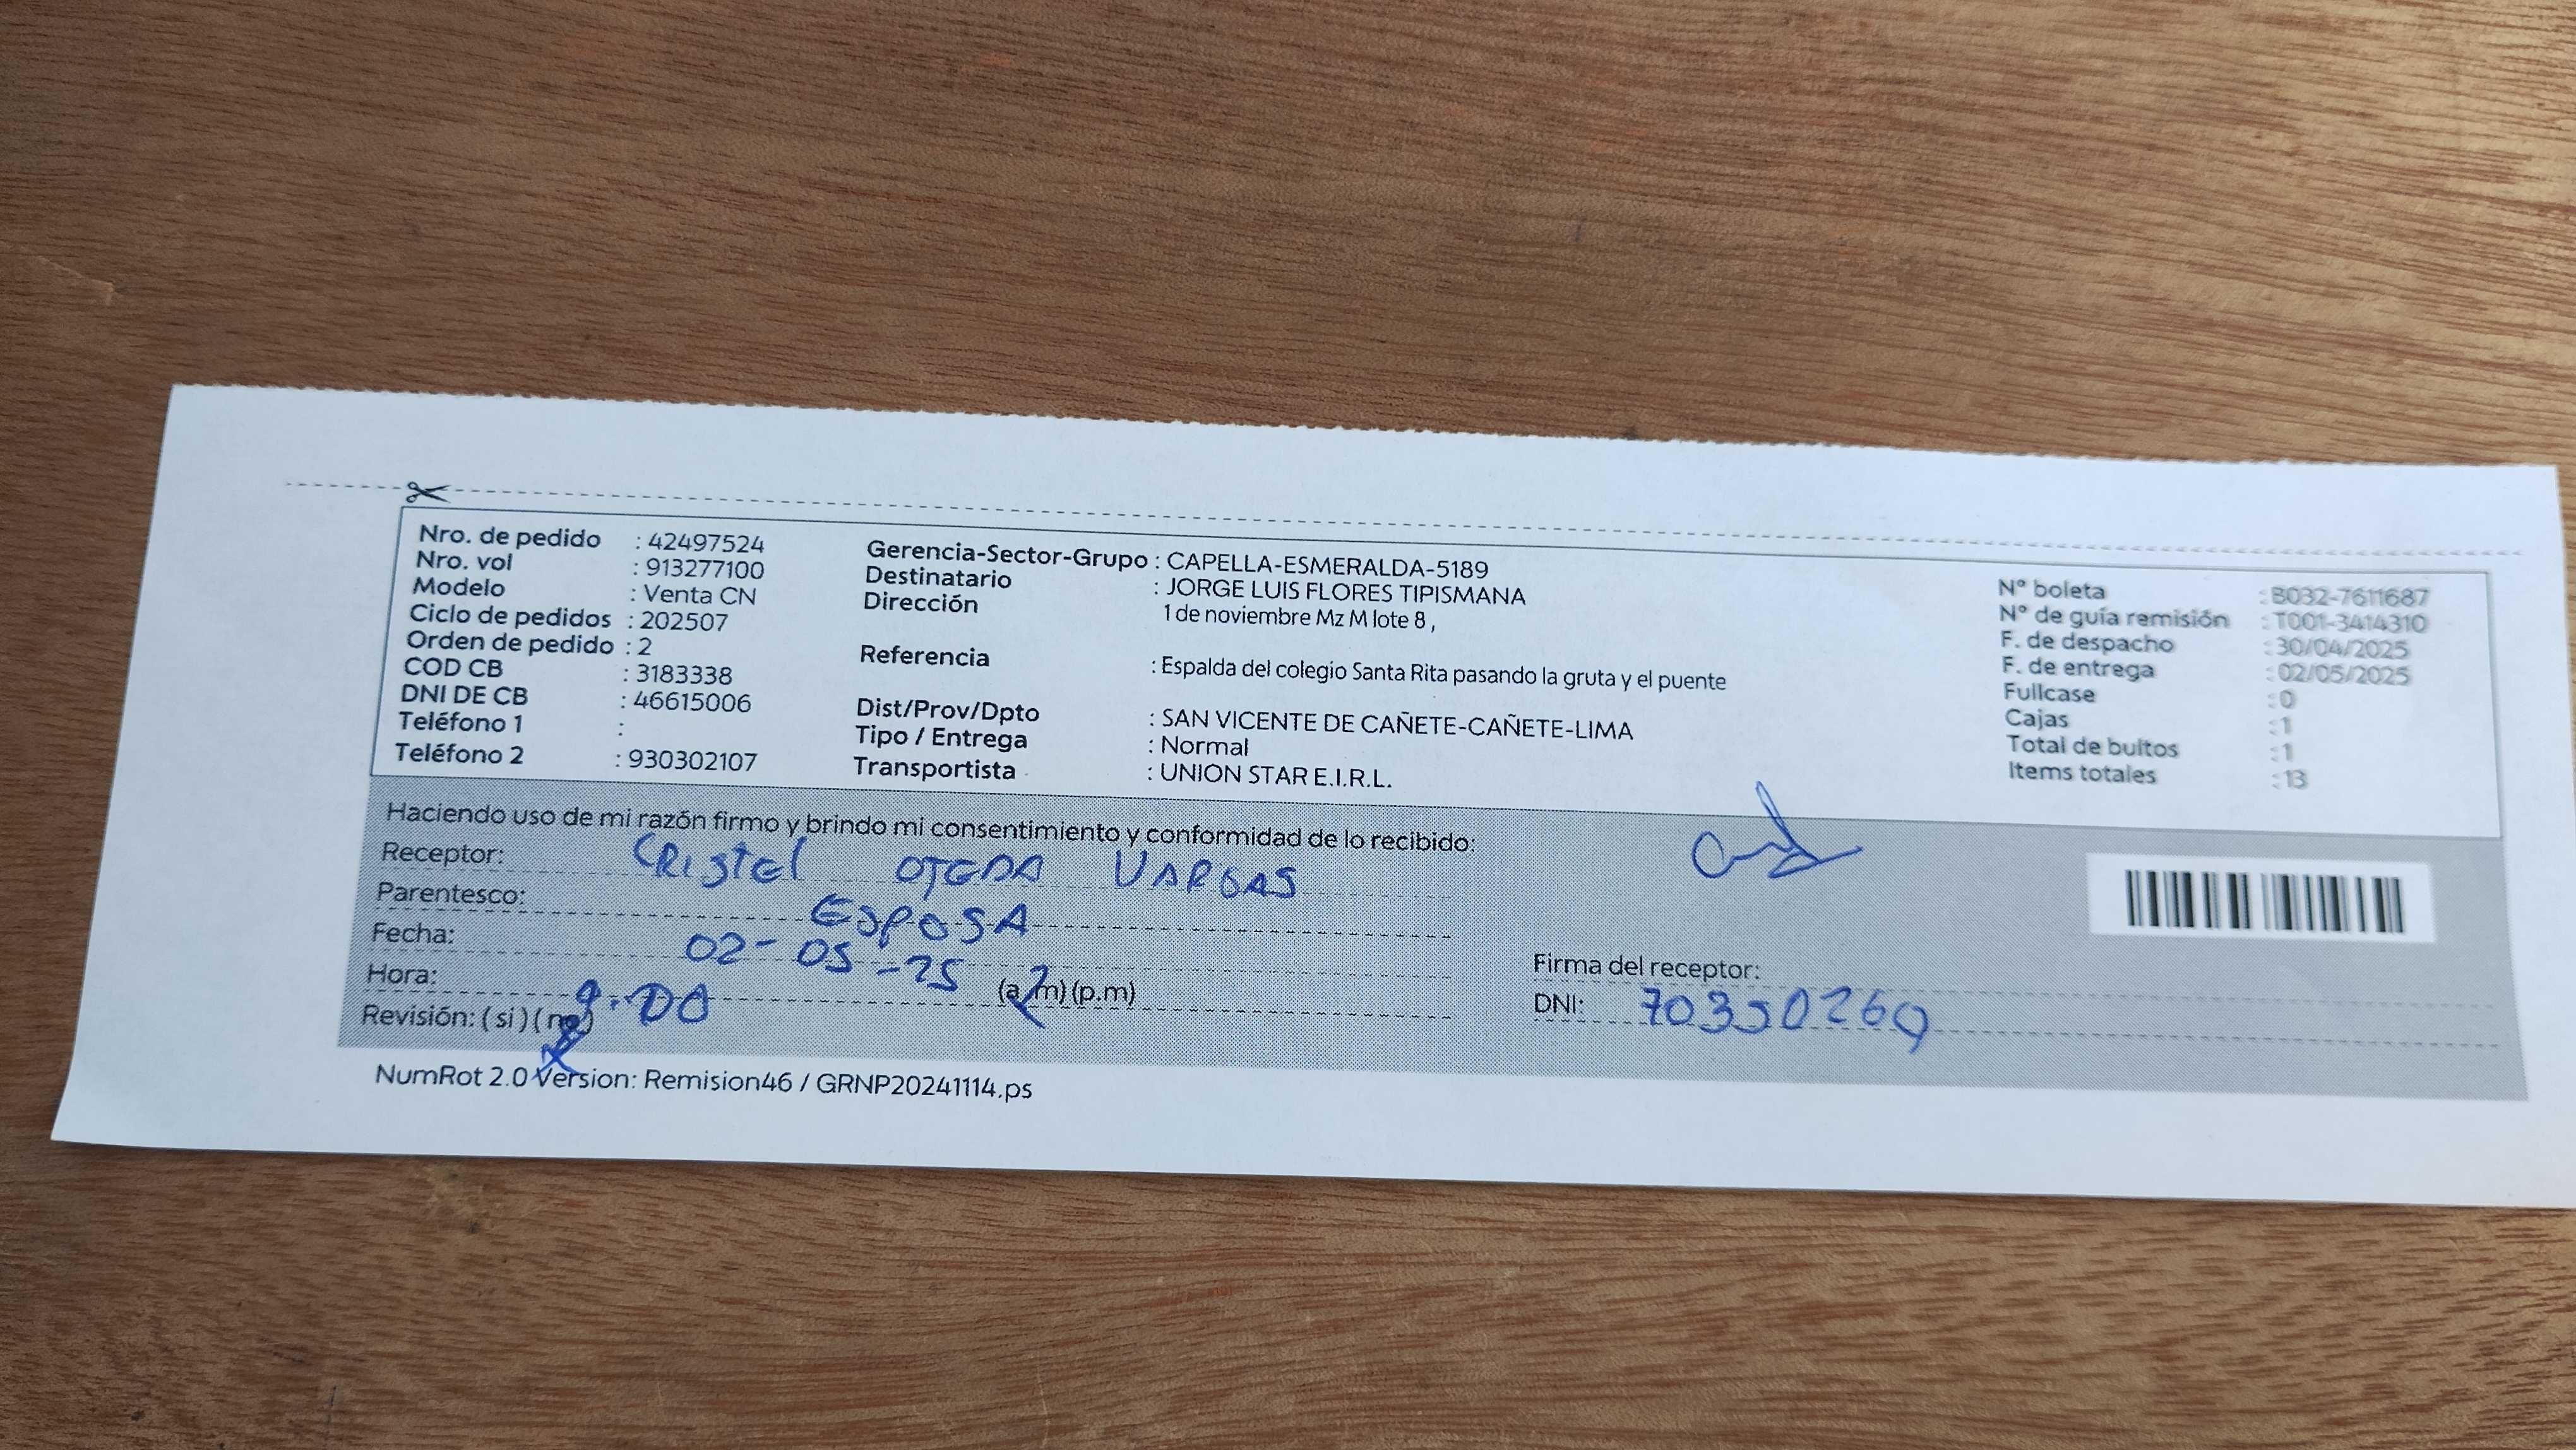 Nro. de pedido : 42497524
Nro. vol : 913277100
Modelo : Venta CN
Ciclo de pedidos : 202507
Orden de pedido : 2
COD CB : 3183338
DNI DE CB : 46615006
Teléfono 1 :
Teléfono 2 : 930302107
Gerencia-Sector-Grupo : CAPELLA-ESMERALDA-5189
Destinatario : JORGE LUIS FLORES TIPISMANA
Dirección 1 de noviembre Mz M lote 8 ,
Referencia : Espalda del colegio Santa Rita pasando la gruta y el puente
Dist/Prov/Dpto : SAN VICENTE DE CAÑETE-CAÑETE-LIMA
Tipo / Entrega : Normal
Transportista : UNION STAR E.I.R.L.
N° boleta : B032-7611687
N° de guía remisión : T001-3414310
F. de despacho : 30/04/2025
F. de entrega : 02/05/2025
Fullcase : 0
Cajas : 1
Total de bultos : 1
Items totales : 13
Haciendo uso de mi razón firmo y brindo mi consentimiento y conformidad de lo recibido:
Receptor: CRISTEl OJEDA VARGAS
Parentesco: ESPOSA
Fecha: 02-05-25
Hora: 9:00 (a.m) (p.m)
Revisión: ( si ) ( no )
Firma del receptor:
DNI: 70350269
NumRot 2.0 Version: Remision46 / GRNP20241114.ps